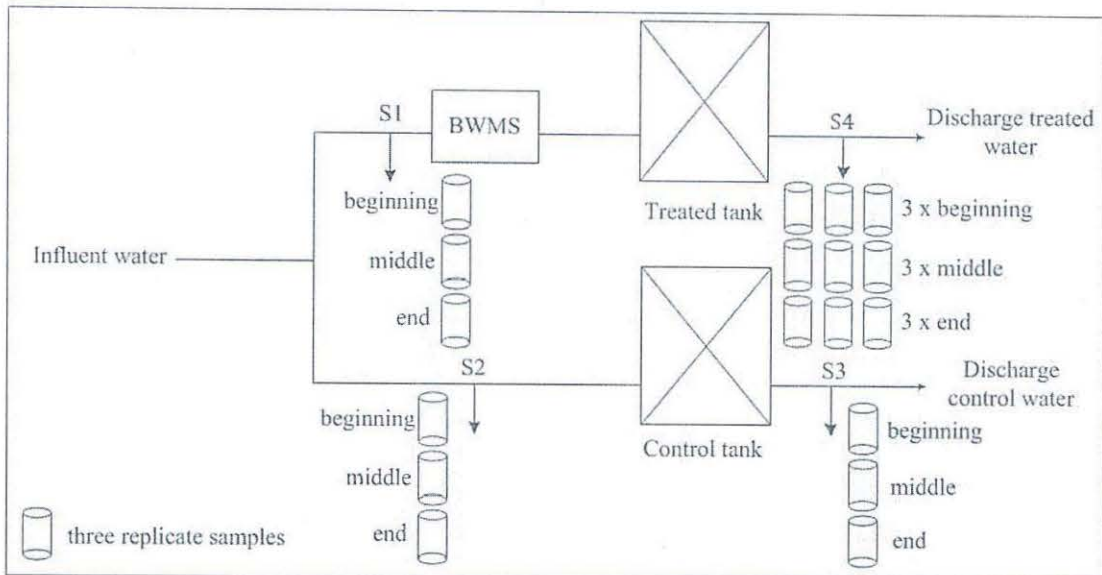 S1
BWMS
S4
Discharge treated
water
beginning
Treated tank
3 x beginning
Influent water
middle
3 x middle
end
3 x end
S2
S3
Discharge
control water
beginning
Control tank
beginning
middle
middle
three replicate samples
end
end